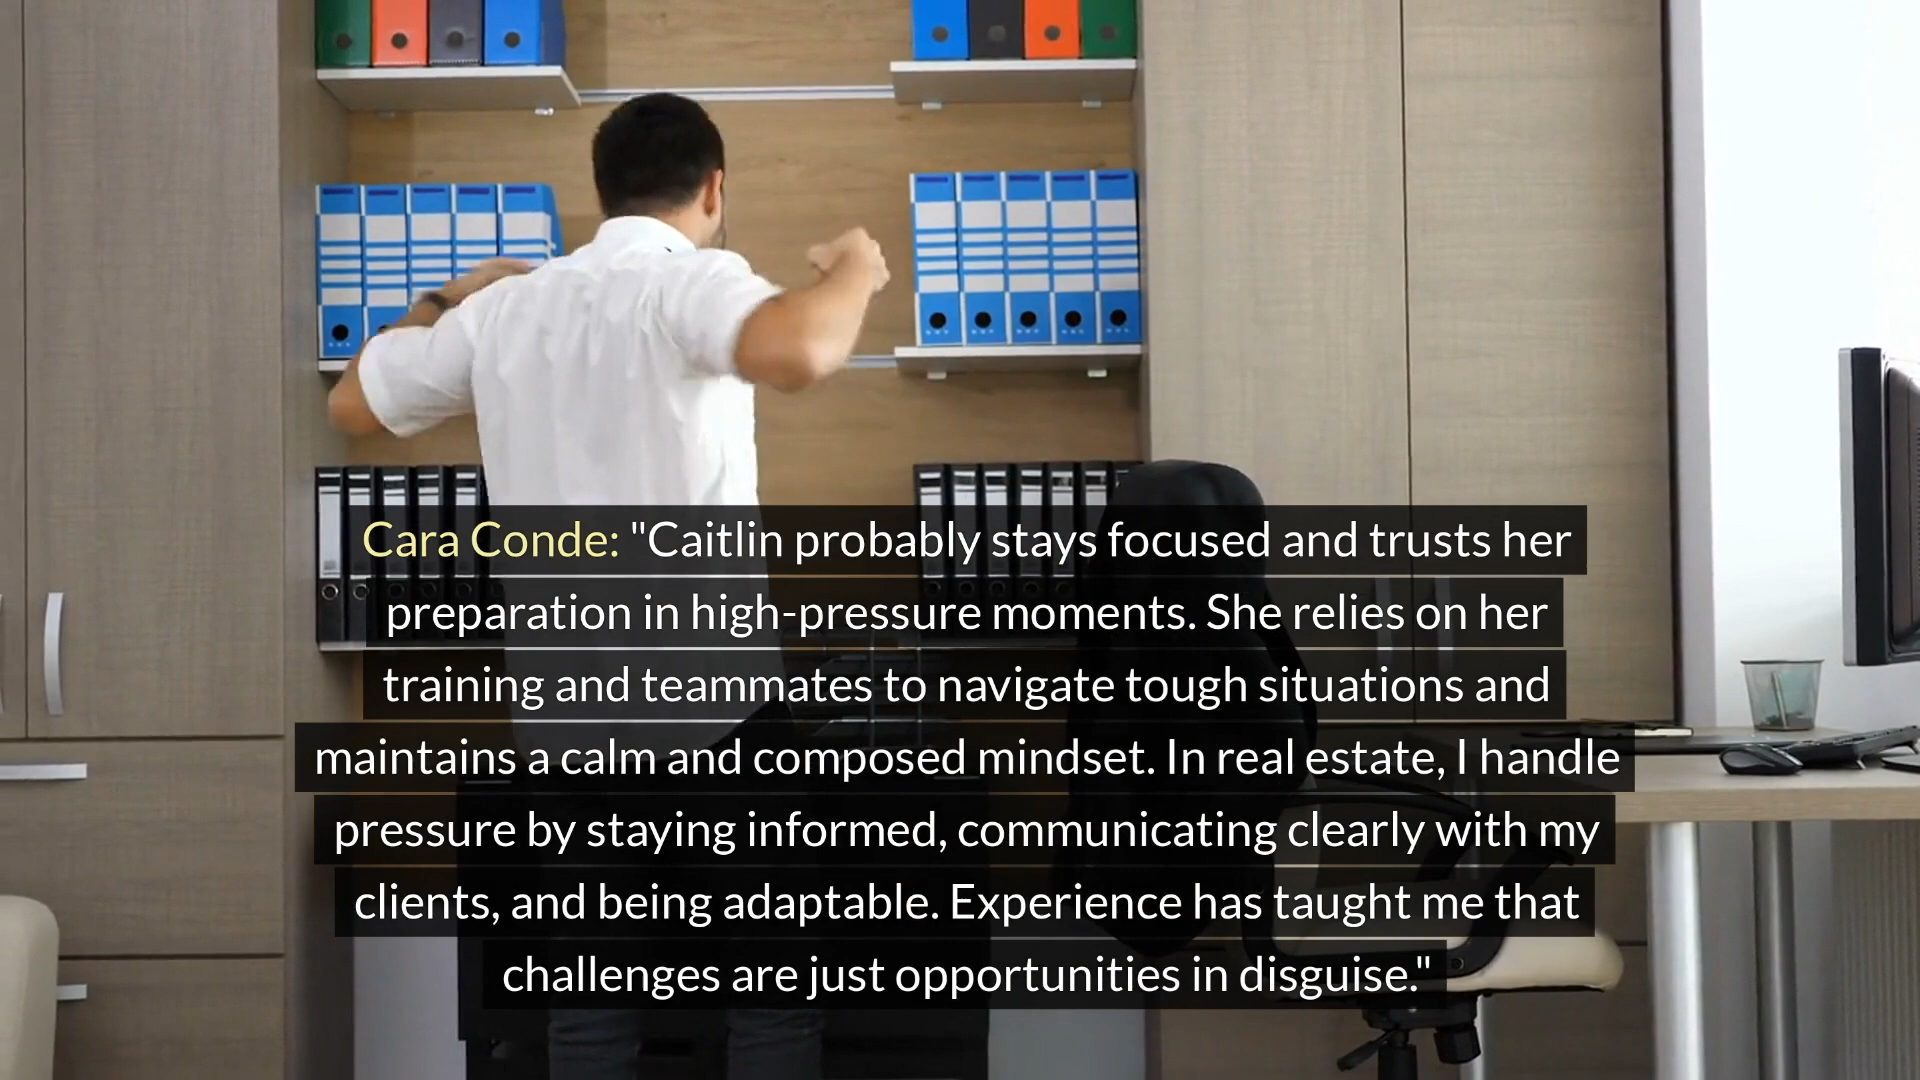 Cara Conde: "Caitlin probably stays focused and trusts her
preparation in high-pressure moments. She relies on her
training and teammates to navigate tough situations and
maintains a calm and composed mindset. In real estate, I handle
pressure by staying informed, communicating clearly with my
clients, and being adaptable. Experience has taught me that
challenges are just opportunities in disguise."